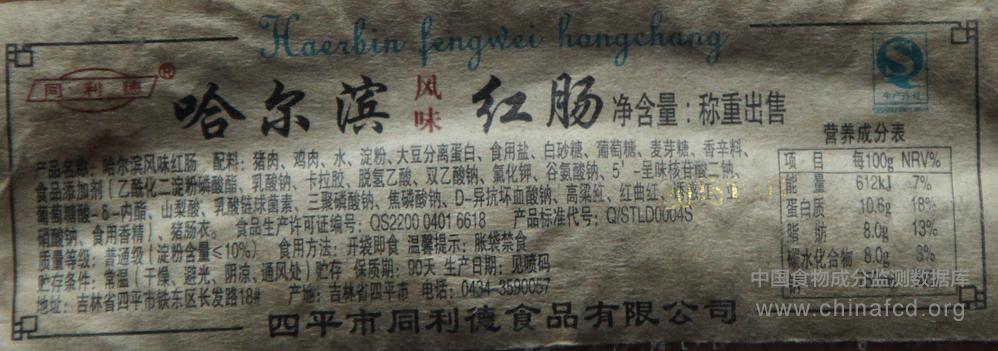 Haerbin fengwei hongchang
同利德®
哈尔滨风味红肠 净含量：称重出售
产品名称：哈尔滨风味红肠 配料：猪肉、鸡肉、水、淀粉、大豆分离蛋白、食用盐、白砂糖、葡萄糖、麦芽糖、香辛料、
食品添加剂［乙酰化二淀粉磷酸酯、乳酸钠、卡拉胶、脱氢乙酸、双乙酸钠、氯化钾、谷氨酸钠、5＇-呈味核苷酸二钠、
葡萄糖酸-δ-内酯、山梨酸、乳酸链球菌素、三聚磷酸钠、焦磷酸钠、D-异抗坏血酸钠、高粱红、红曲红、
硝酸钠、食用香精］、猪肠衣。 食品生产许可证编号：QS2200 0401 6618 产品标准代号：Q/STLD0004S
质量等级：普通级（淀粉含量≤10%） 食用方法：开袋即食 温馨提示：胀袋禁食
贮存条件：常温（干燥、避光、阴凉、通风处）贮存 保质期：90天 生产日期：见喷码
地址：吉林省四平市铁东区长发路18# 产地：吉林省四平市 电话：0434-3590057
四平市同利德食品有限公司
营养成分表
项 目 每100g NRV%
能量 612kJ 7%
蛋白质 10.6g 18%
脂 肪 8.0g 13%
碳水化合物 8.0g 3%
中国食物成分监测数据库
www.chinafcd.org